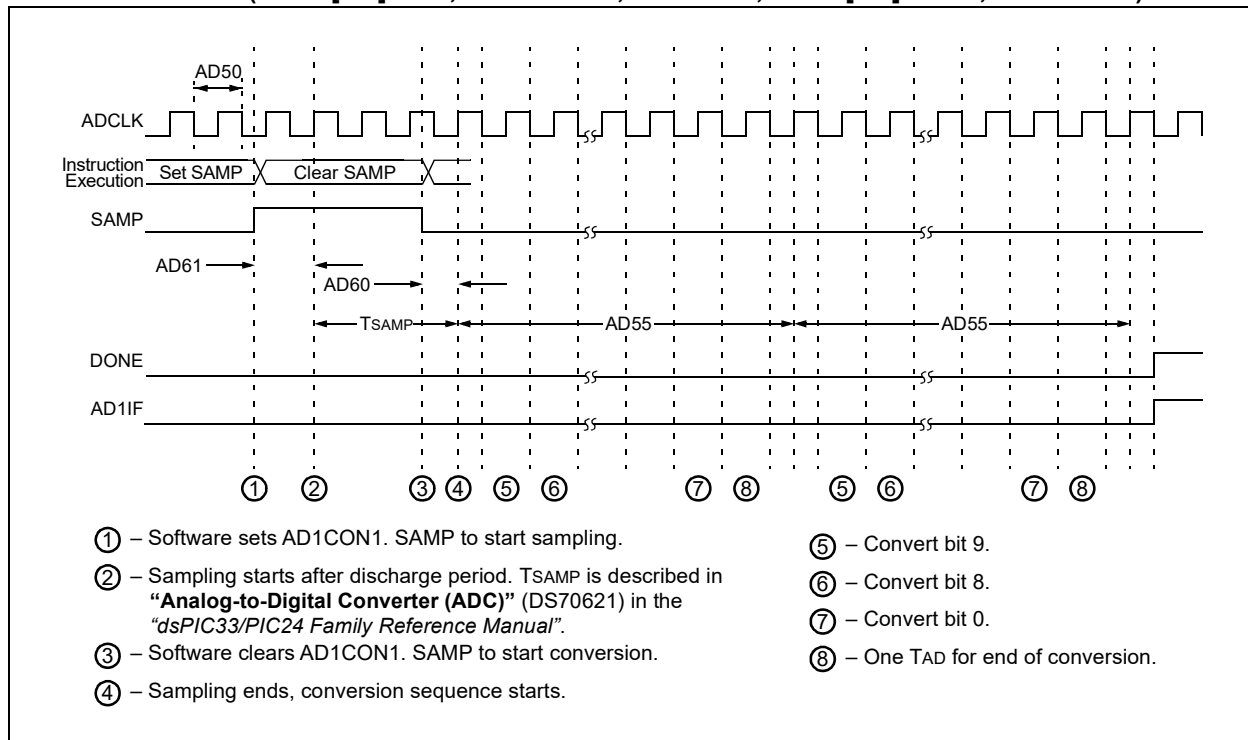 AD50
ADCLK
Instruction
Execution
Set SAMP
Clear SAMP
SAMP
AD61
AD60
TSAMP
AD55
AD55
DONE
AD1IF
1 2 3 4 5 6 7 8 5 6 7 8
1 – Software sets AD1CON1. SAMP to start sampling.
2 – Sampling starts after discharge period. TSAMP is described in
“Analog-to-Digital Converter (ADC)” (DS70621) in the
“dsPIC33/PIC24 Family Reference Manual”.
3 – Software clears AD1CON1. SAMP to start conversion.
4 – Sampling ends, conversion sequence starts.
5 – Convert bit 9.
6 – Convert bit 8.
7 – Convert bit 0.
8 – One TAD for end of conversion.